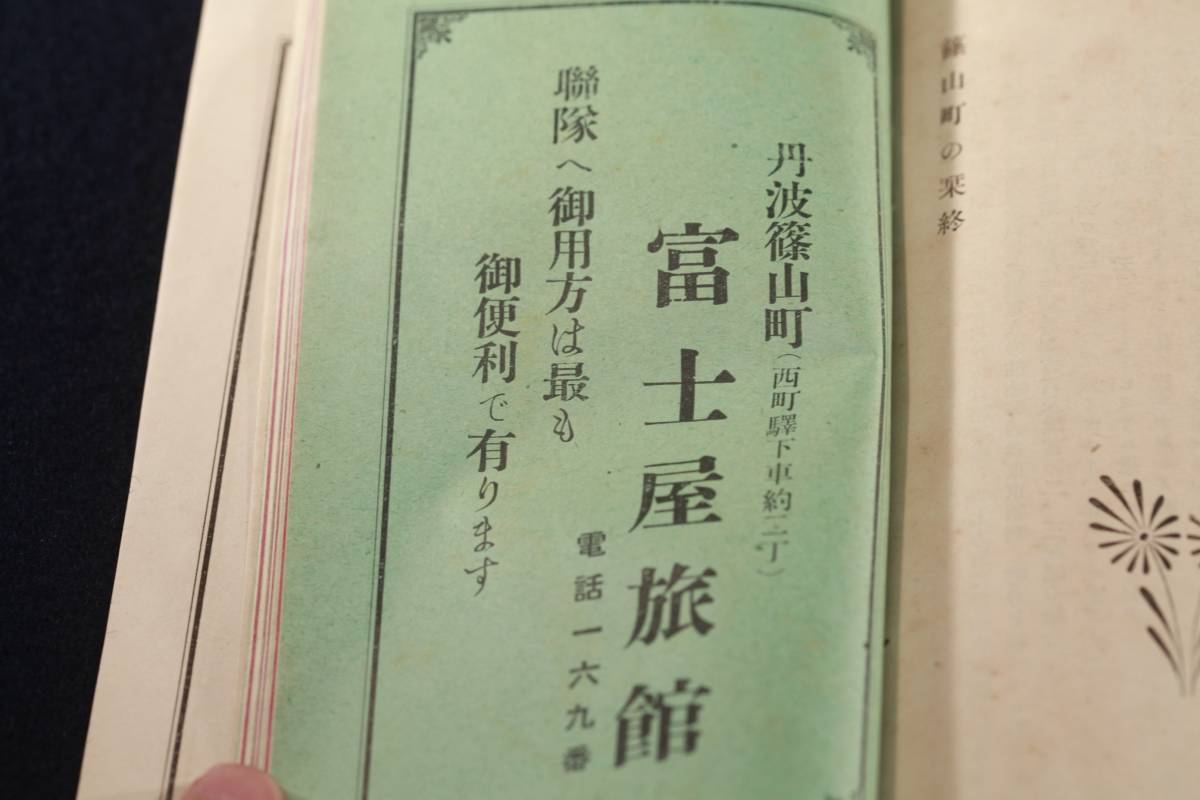 篠山町の栞終
丹波篠山町（西町驛下車約二丁）
富士屋旅館
電話一六九番
聯隊へ御用方は最も
御便利で有ります